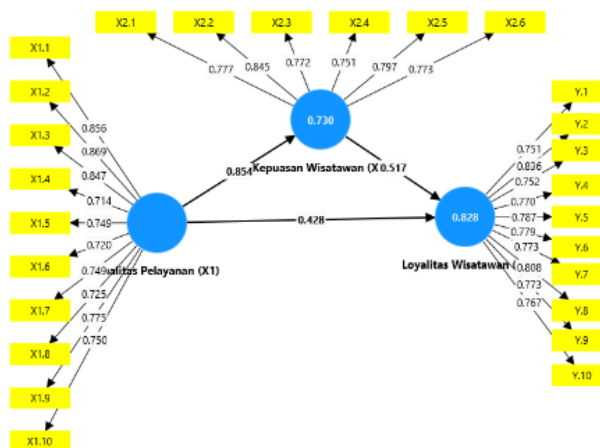 X2.1 X2.2 X2.3 X2.4 X2.5 X2.6
X1.1
X1.2
X1.3
X1.4
X1.5
X1.6
X1.7
X1.8
X1.9
X1.10
0.777 0.845 0.772 0.751 0.797 0.773
0.856
0.869
0.847
0.714
0.749
0.720
0.749
0.725
0.775
0.750
0.730
Kepuasan Wisatawan (X
0.854
0.517
0.428
alitas Pelayanan (X1)
0.828
Loyalitas Wisatawan (
0.751
0.836
0.752
0.770
0.787
0.779
0.773
0.808
0.773
0.767
Y.1
Y.2
Y.3
Y.4
Y.5
Y.6
Y.7
Y.8
Y.9
Y.10